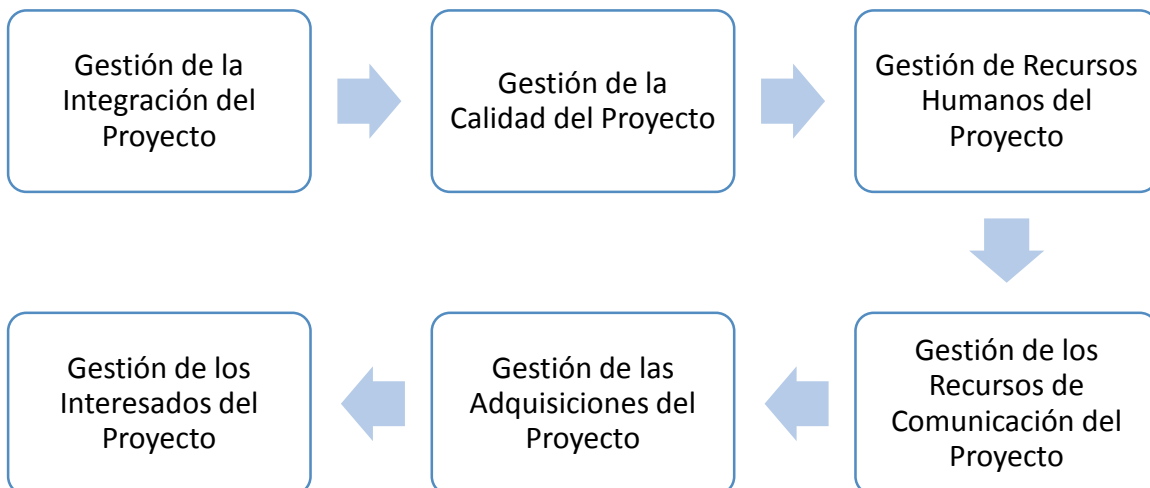 Gestión de la
Integración del
Proyecto
Gestión de la
Calidad del Proyecto
Gestión de Recursos
Humanos del
Proyecto
Gestión de los
Recursos de
Comunicación del
Proyecto
Gestión de las
Adquisiciones del
Proyecto
Gestión de los
Interesados del
Proyecto